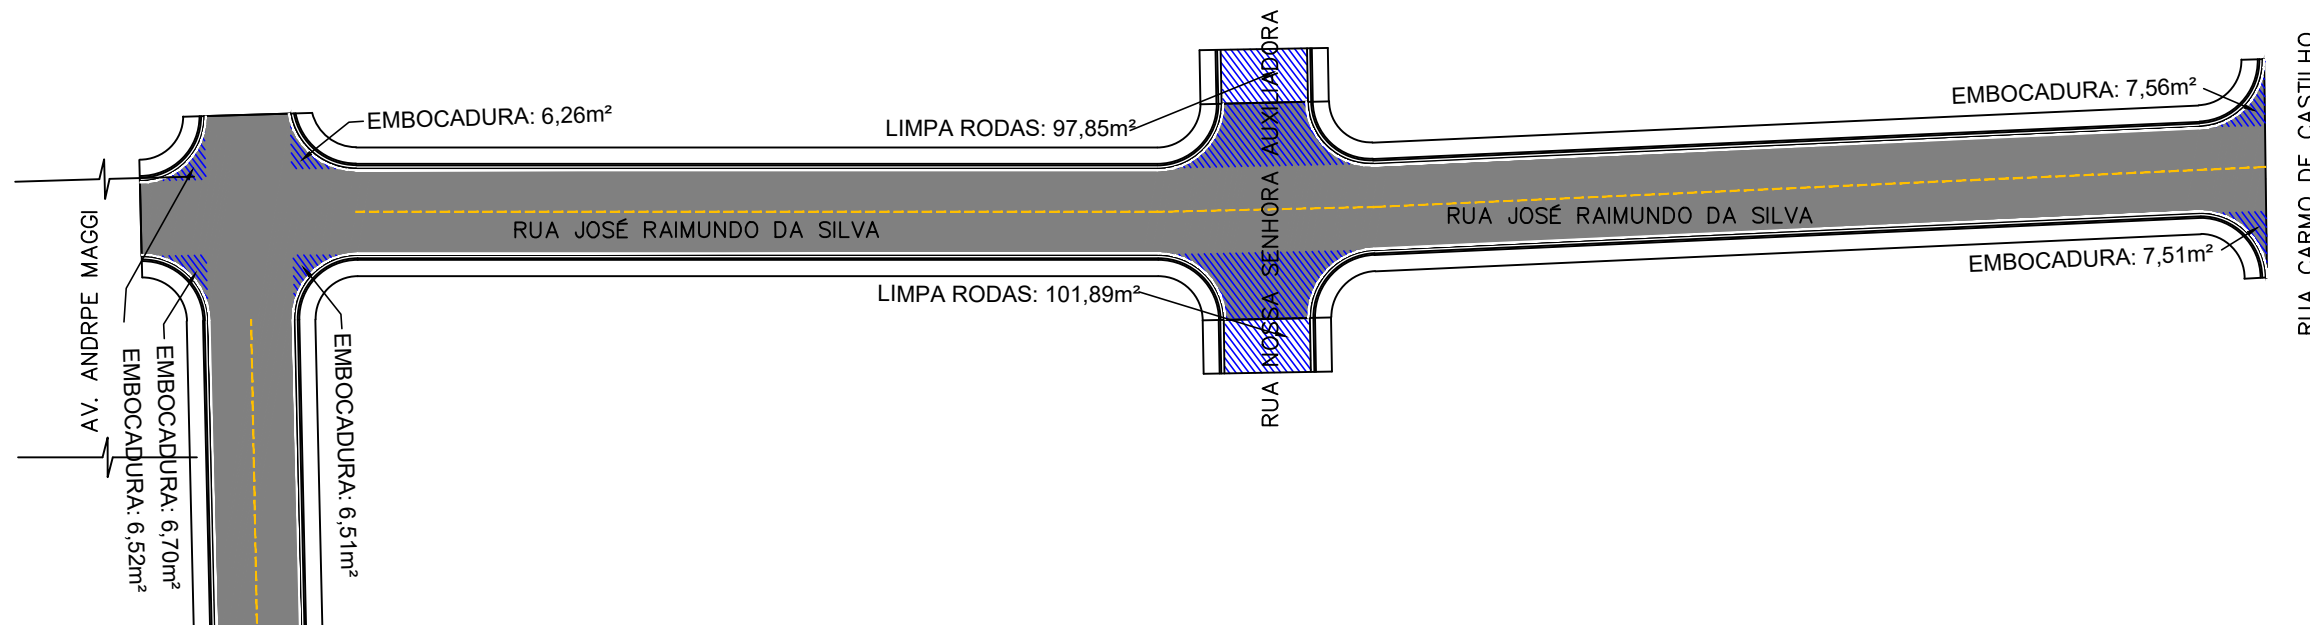 AV. ANDRPE MAGGI
EMBOCADURA: 6,26m²
EMBOCADURA: 6,52m²
EMBOCADURA: 6,70m²
EMBOCADURA: 6,51m²
RUA JOSÉ RAIMUNDO DA SILVA
LIMPA RODAS: 97,85m²
LIMPA RODAS: 101,89m²
RUA NOSSA SENHORA AUXILIADORA
RUA JOSÉ RAIMUNDO DA SILVA
EMBOCADURA: 7,56m²
EMBOCADURA: 7,51m²
RUA CARMO DE CASTILHO